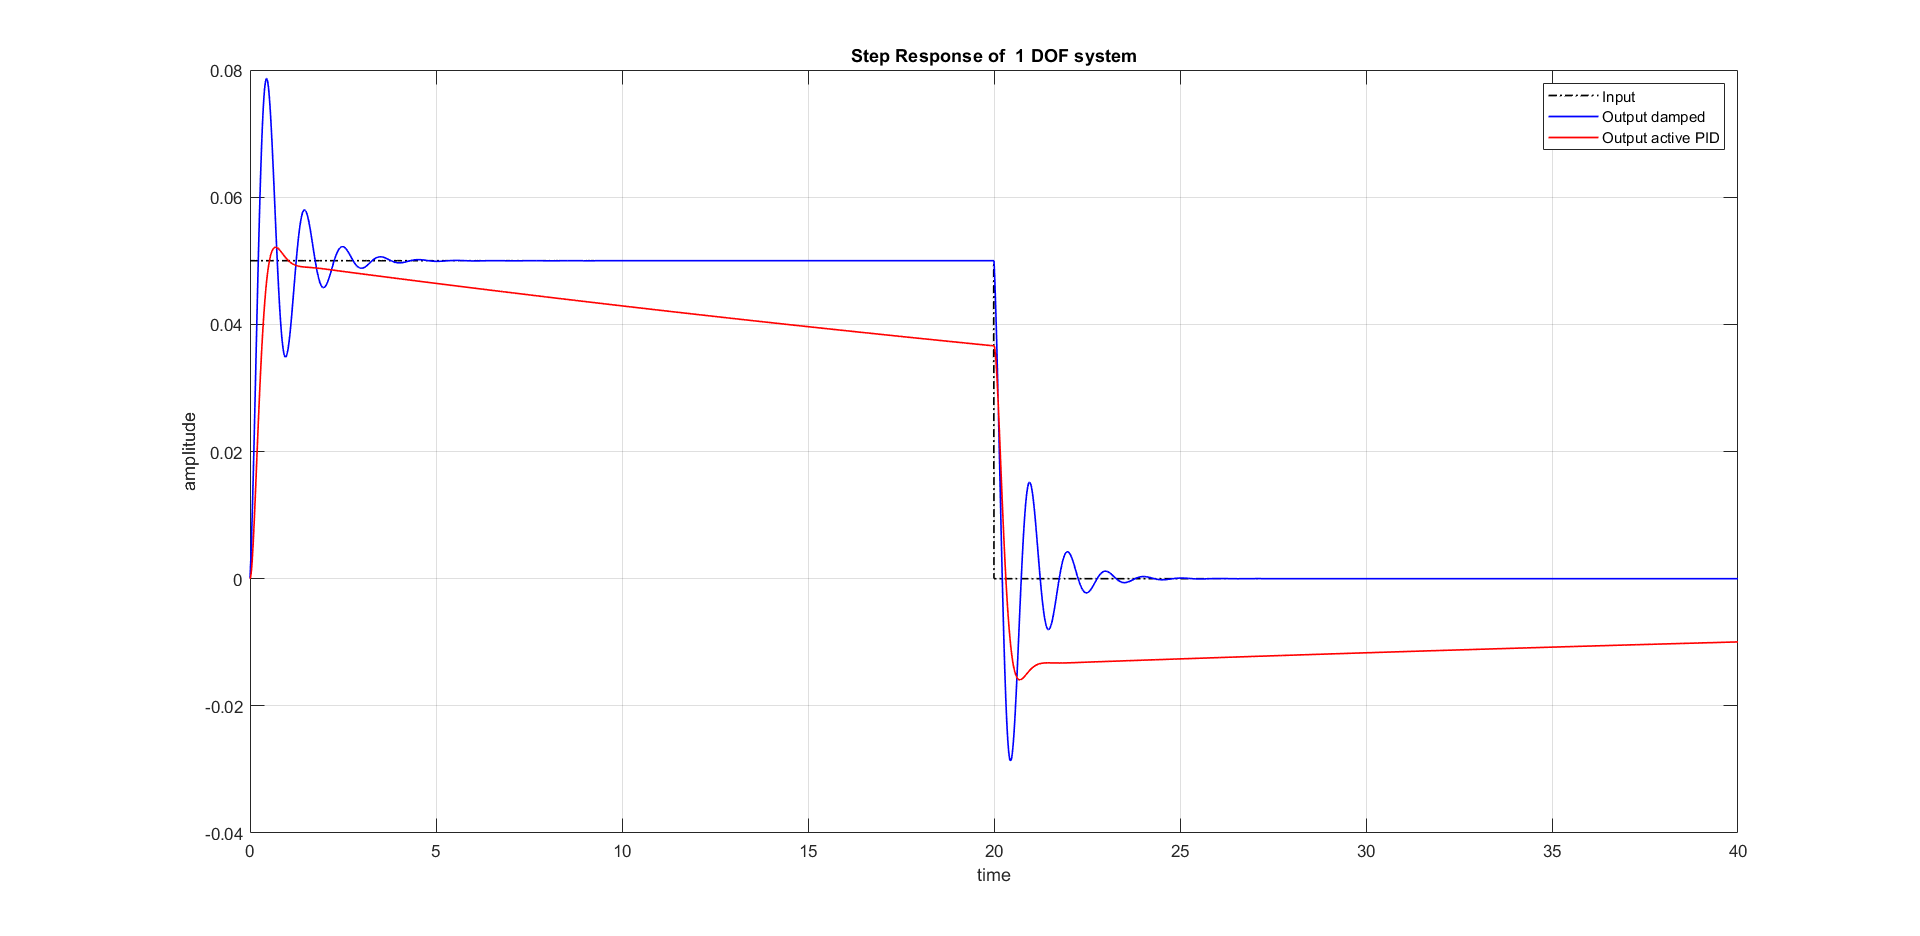 Step Response of  1 DOF system
Input
Output damped
Output active PID
0.08
0.06
0.04
0.02
0
-0.02
-0.04
amplitude
0 5 10 15 20 25 30 35 40
time